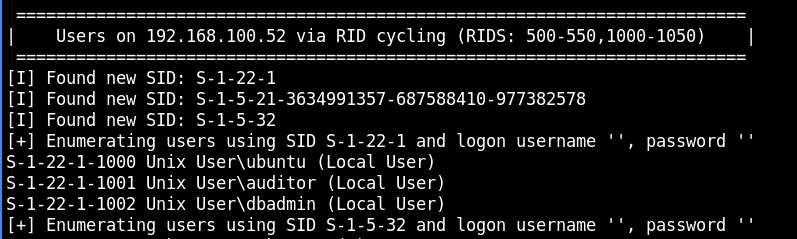 =========================================================================
|    Users on 192.168.100.52 via RID cycling (RIDS: 500-550,1000-1050)    |
 =========================================================================
[I] Found new SID: S-1-22-1
[I] Found new SID: S-1-5-21-3634991357-687588410-977382578
[I] Found new SID: S-1-5-32
[+] Enumerating users using SID S-1-22-1 and logon username '', password ''
S-1-22-1-1000 Unix User\ubuntu (Local User)
S-1-22-1-1001 Unix User\auditor (Local User)
S-1-22-1-1002 Unix User\dbadmin (Local User)
[+] Enumerating users using SID S-1-5-32 and logon username '', password ''